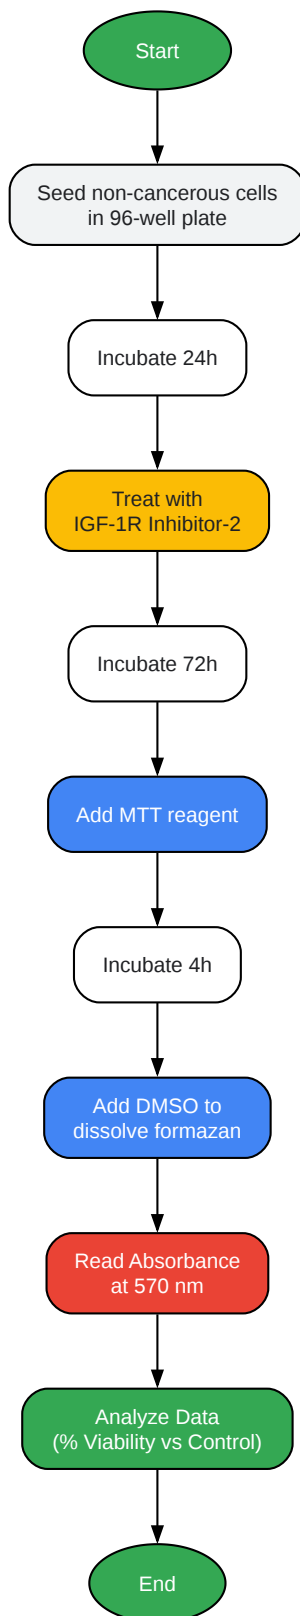 Start
Seed non-cancerous cells
in 96-well plate
Incubate 24h
Treat with
IGF-1R Inhibitor-2
Incubate 72h
Add MTT reagent
Incubate 4h
Add DMSO to
dissolve formazan
Read Absorbance
at 570 nm
Analyze Data
(% Viability vs Control)
End